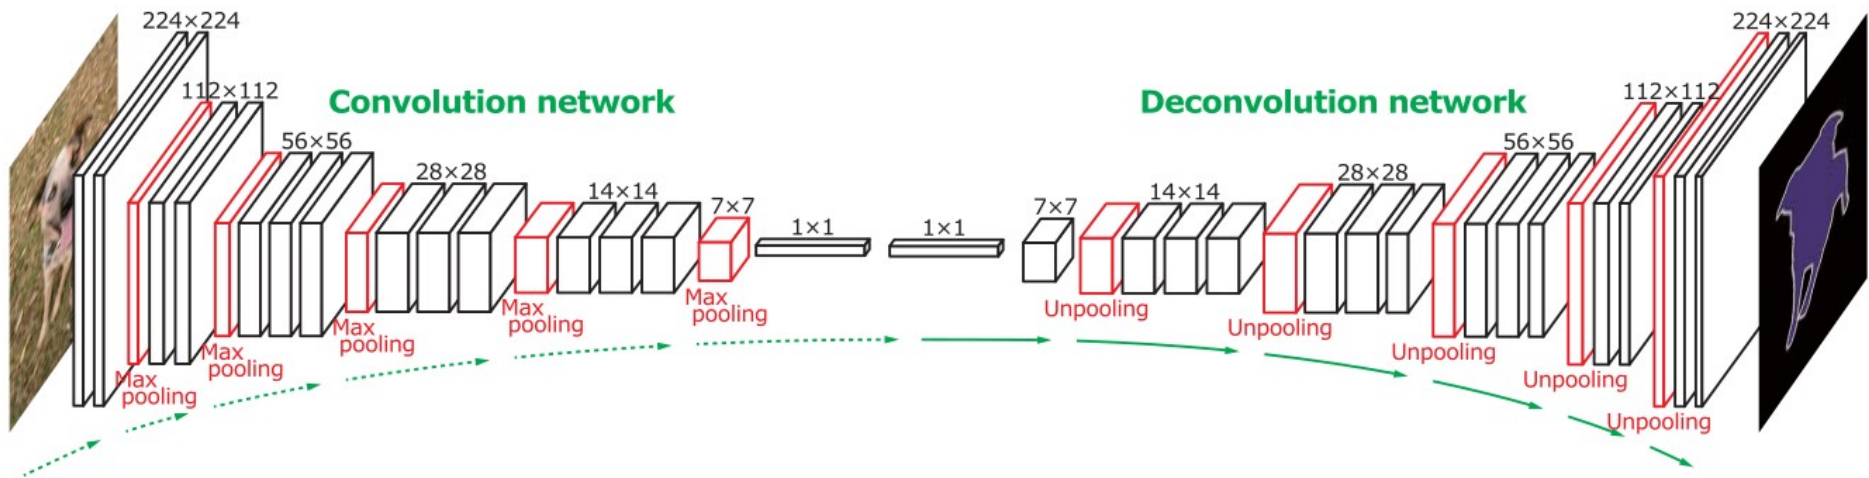 224×224
112×112
Convolution network
56×56
28×28
14×14
7×7
1×1
1×1
Deconvolution network
7×7
14×14
28×28
56×56
112×112
224×224
Max
pooling
Max
pooling
Max
pooling
Max
pooling
Max
pooling
Unpooling
Unpooling
Unpooling
Unpooling
Unpooling